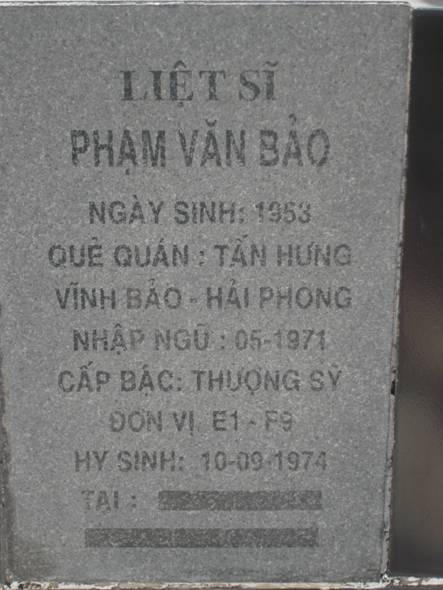 LIỆT SĨ
PHẠM VĂN BẢO
NGÀY SINH: 1953
QUÊ QUÁN : TÂN HƯNG
VĨNH BẢO - HẢI PHÒNG
NHẬP NGŨ : 05-1971
CẤP BẬC: THƯỢNG SỸ
ĐƠN VỊ. E1 - F9
HY SINH: 10-09-1974
TẠI :